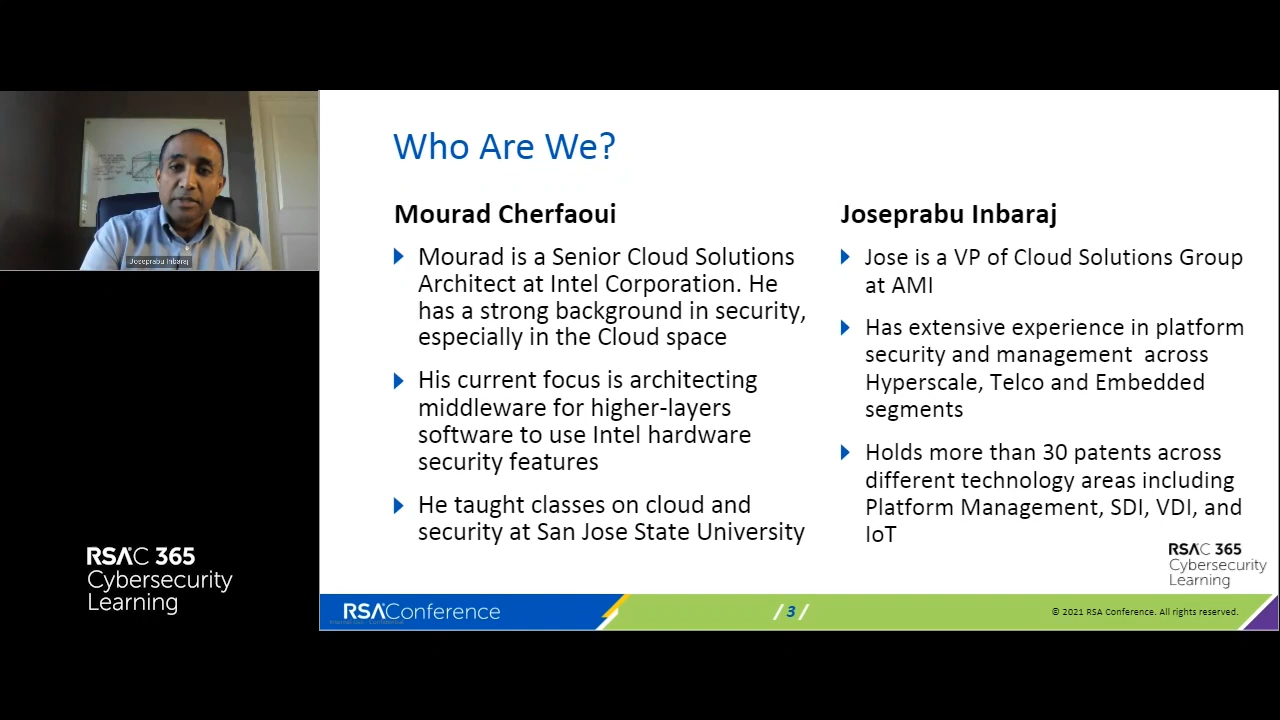 Joseprabu Inbaraj
RSAC 365
Cybersecurity
Learning
Who Are We?
Mourad Cherfaoui
Mourad is a Senior Cloud Solutions
Architect at Intel Corporation. He
has a strong background in security,
especially in the Cloud space
His current focus is architecting
middleware for higher-layers
software to use Intel hardware
security features
He taught classes on cloud and
security at San Jose State University
Joseprabu Inbaraj
Jose is a VP of Cloud Solutions Group
at AMI
Has extensive experience in platform
security and management  across
Hyperscale, Telco and Embedded
segments
Holds more than 30 patents across
different technology areas including
Platform Management, SDI, VDI, and
IoT
RSAC 365
Cybersecurity
Learning
RSAConference
Internal Use - Confidential
/ 3 /
© 2021 RSA Conference. All rights reserved.